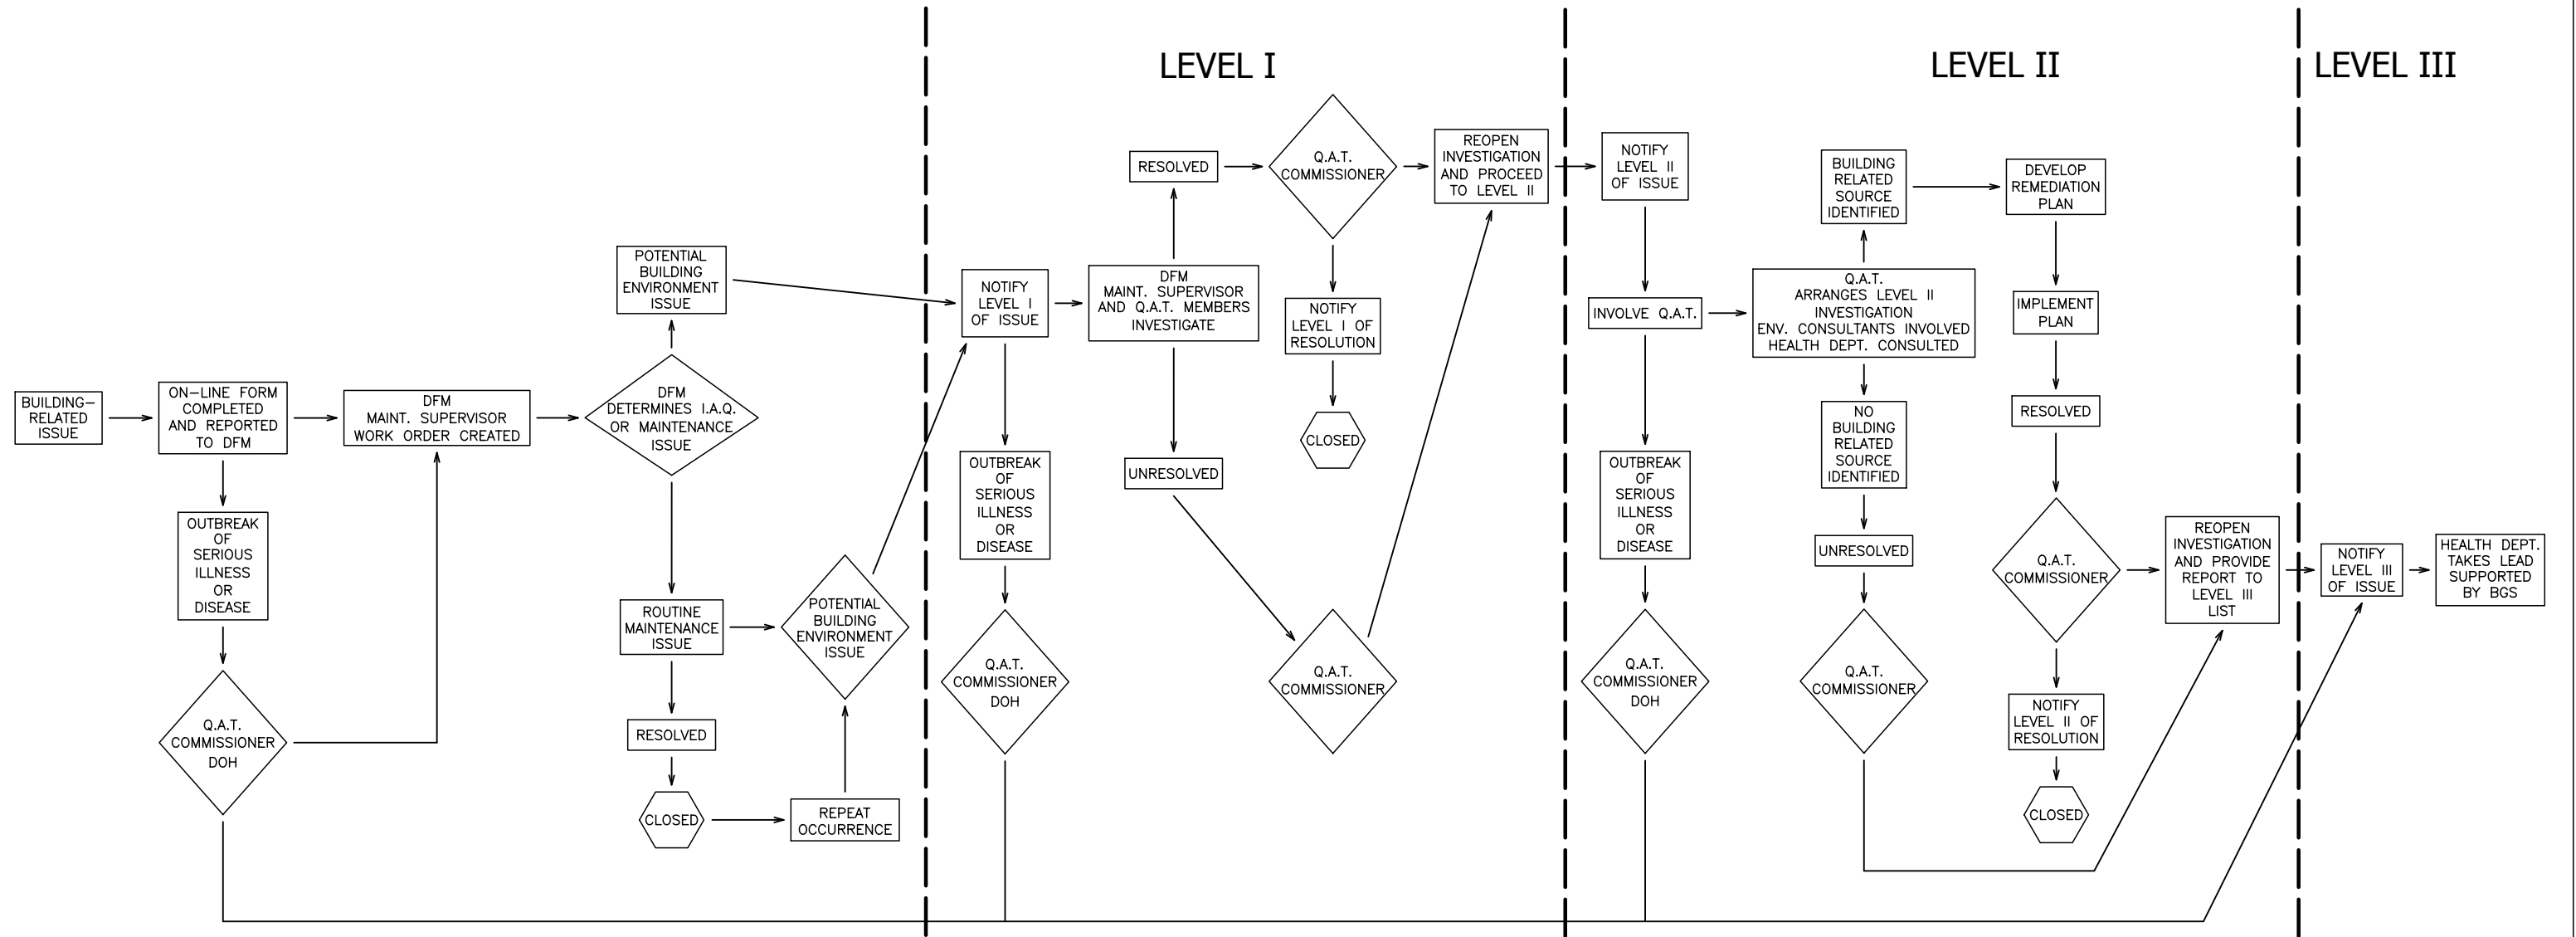 LEVEL I
LEVEL II
LEVEL III
BUILDING-
RELATED
ISSUE
ON-LINE FORM
COMPLETED
AND REPORTED
TO DFM
OUTBREAK
OF
SERIOUS
ILLNESS
OR
DISEASE
Q.A.T.
COMMISSIONER
DOH
DFM
MAINT. SUPERVISOR
WORK ORDER CREATED
POTENTIAL
BUILDING
ENVIRONMENT
ISSUE
DFM
DETERMINES I.A.Q.
OR MAINTENANCE
ISSUE
ROUTINE
MAINTENANCE
ISSUE
RESOLVED
CLOSED
POTENTIAL
BUILDING
ENVIRONMENT
ISSUE
REPEAT
OCCURRENCE
NOTIFY
LEVEL I
OF ISSUE
OUTBREAK
OF
SERIOUS
ILLNESS
OR
DISEASE
Q.A.T.
COMMISSIONER
DOH
RESOLVED
DFM
MAINT. SUPERVISOR
AND Q.A.T. MEMBERS
INVESTIGATE
UNRESOLVED
Q.A.T.
COMMISSIONER
NOTIFY
LEVEL I OF
RESOLUTION
CLOSED
Q.A.T.
COMMISSIONER
REOPEN
INVESTIGATION
AND PROCEED
TO LEVEL II
NOTIFY
LEVEL II
OF ISSUE
INVOLVE Q.A.T.
OUTBREAK
OF
SERIOUS
ILLNESS
OR
DISEASE
Q.A.T.
COMMISSIONER
DOH
BUILDING
RELATED
SOURCE
IDENTIFIED
Q.A.T.
ARRANGES LEVEL II
INVESTIGATION
ENV. CONSULTANTS INVOLVED
HEALTH DEPT. CONSULTED
NO
BUILDING
RELATED
SOURCE
IDENTIFIED
UNRESOLVED
Q.A.T.
COMMISSIONER
DEVELOP
REMEDIATION
PLAN
IMPLEMENT
PLAN
RESOLVED
Q.A.T.
COMMISSIONER
NOTIFY
LEVEL II OF
RESOLUTION
CLOSED
REOPEN
INVESTIGATION
AND PROVIDE
REPORT TO
LEVEL III
LIST
NOTIFY
LEVEL III
OF ISSUE
HEALTH DEPT.
TAKES LEAD
SUPPORTED
BY BGS